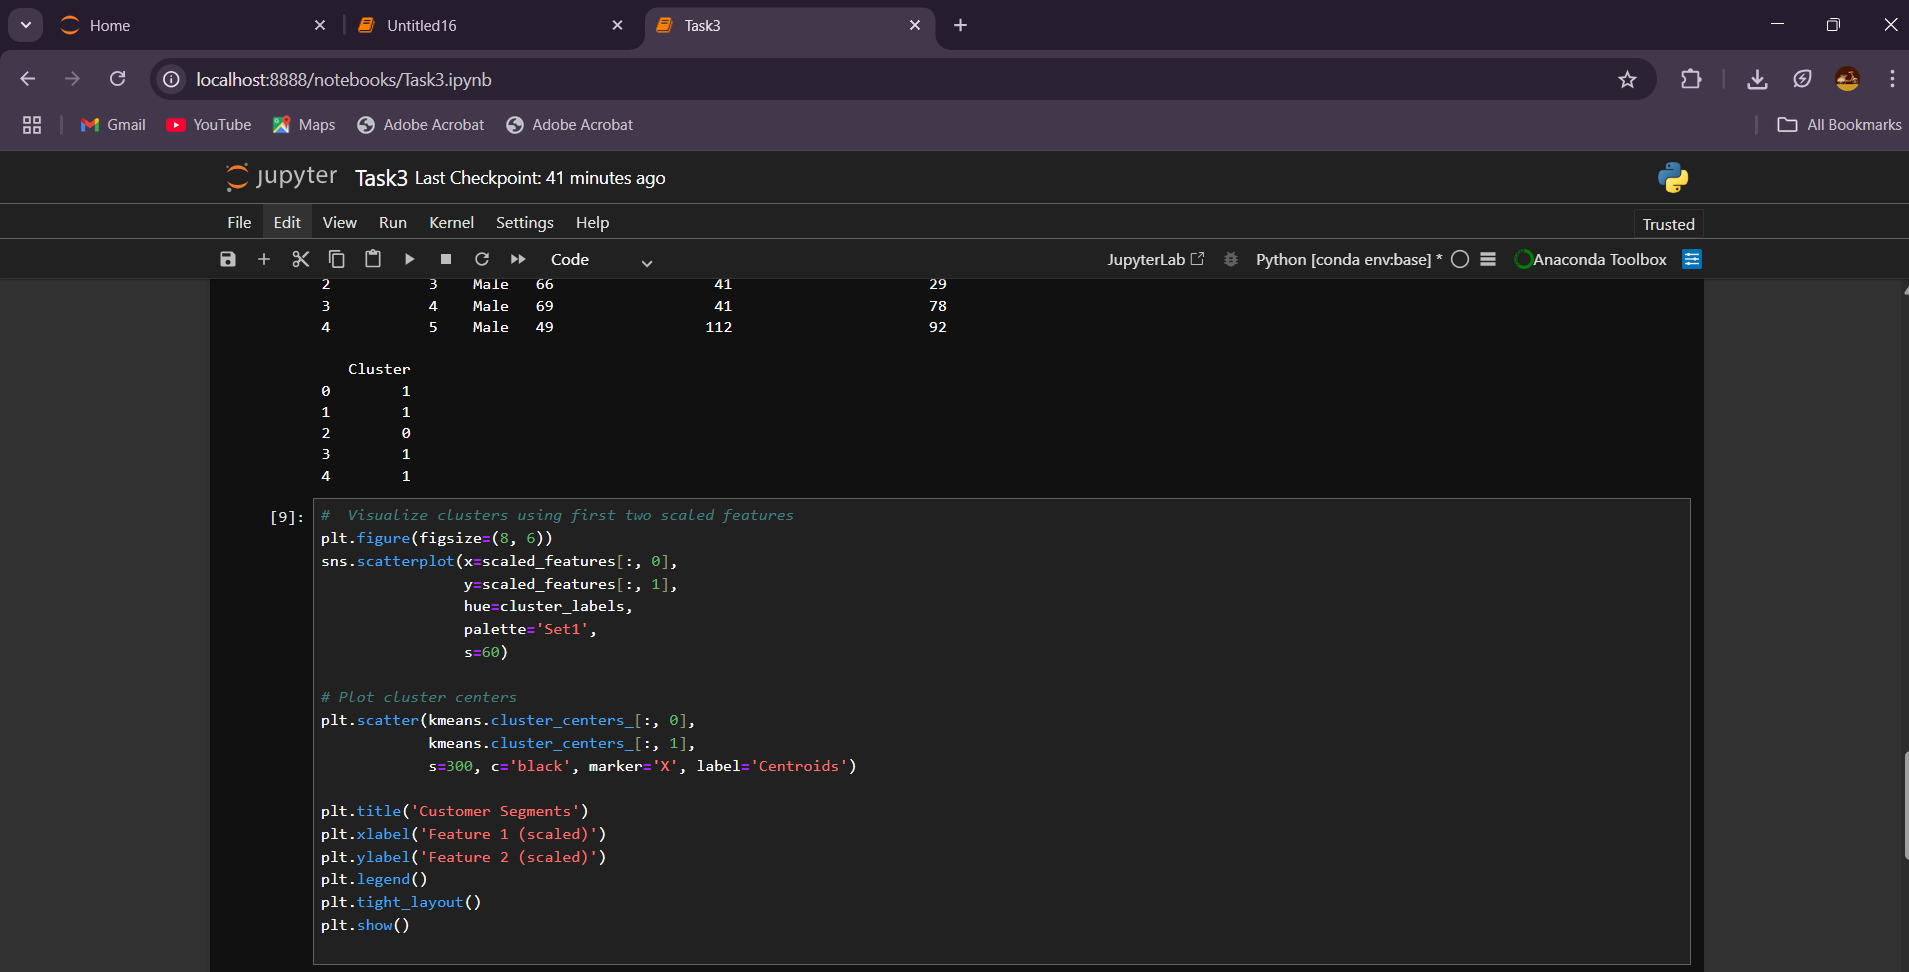 Home
Untitled16
Task3
localhost:8888/notebooks/Task3.ipynb
Gmail YouTube Maps Adobe Acrobat Adobe Acrobat All Bookmarks
jupyter Task3 Last Checkpoint: 41 minutes ago
File Edit View Run Kernel Settings Help Trusted
Code JupyterLab Python [conda env:base] * Anaconda Toolbox
2 3 Male 66 41 29
3 4 Male 69 41 78
4 5 Male 49 112 92
Cluster
0 1
1 1
2 0
3 1
4 1
[9]: #  Visualize clusters using first two scaled features
plt.figure(figsize=(8, 6))
sns.scatterplot(x=scaled_features[:, 0],
                y=scaled_features[:, 1],
                hue=cluster_labels,
                palette='Set1',
                s=60)
# Plot cluster centers
plt.scatter(kmeans.cluster_centers_[:, 0],
            kmeans.cluster_centers_[:, 1],
            s=300, c='black', marker='X', label='Centroids')
plt.title('Customer Segments')
plt.xlabel('Feature 1 (scaled)')
plt.ylabel('Feature 2 (scaled)')
plt.legend()
plt.tight_layout()
plt.show()